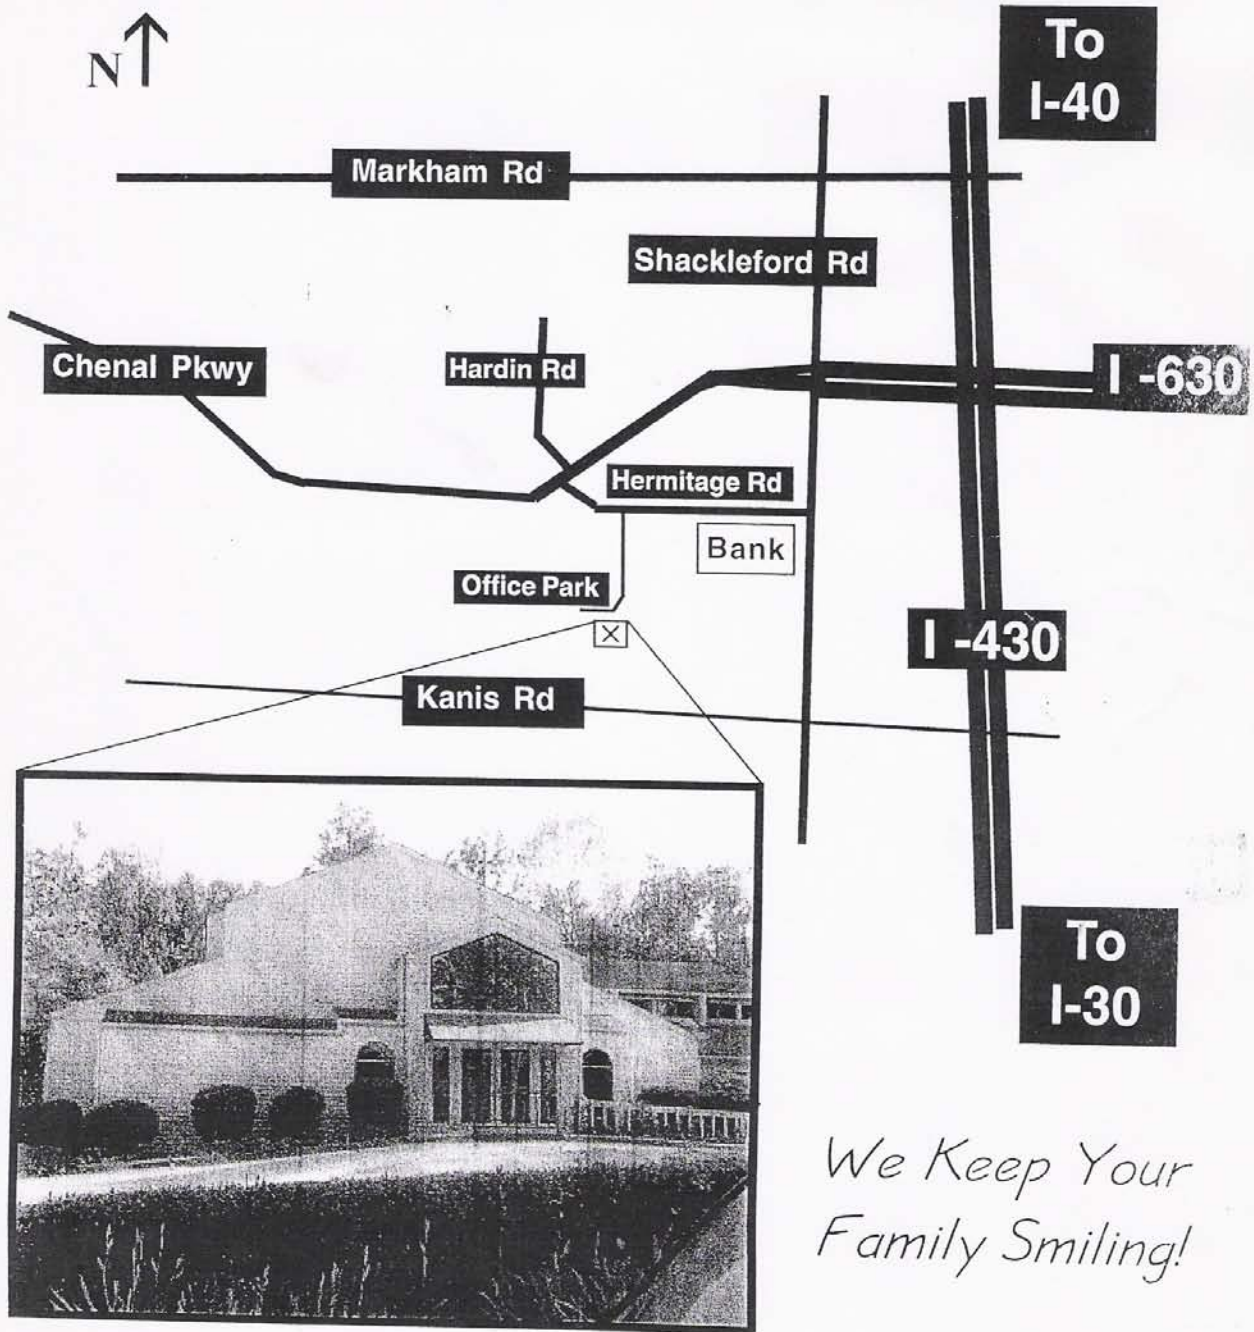 N
To
I-40
Markham Rd
Shackleford Rd
Chenal Pkwy
Hardin Rd
I -630
Hermitage Rd
Bank
Office Park
X
I -430
Kanis Rd
To
I-30
We Keep Your
Family Smiling!